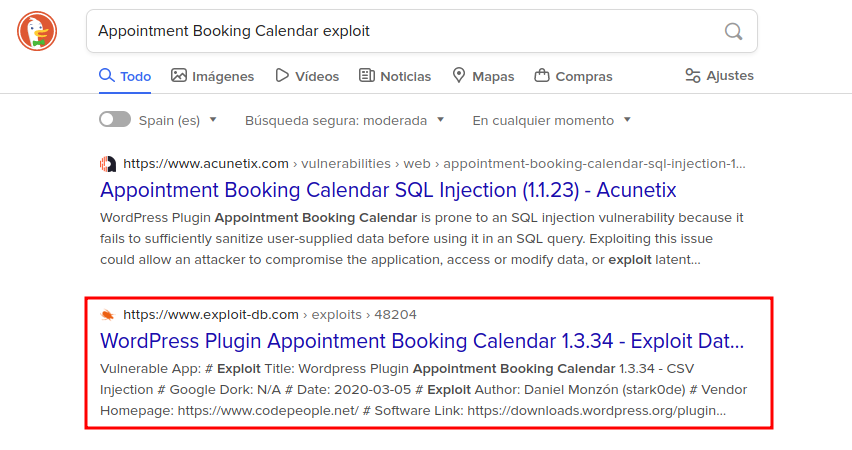 Appointment Booking Calendar exploit
Todo Imágenes Vídeos Noticias Mapas Compras Ajustes
Spain (es) Búsqueda segura: moderada En cualquier momento
https://www.acunetix.com › vulnerabilities › web › appointment-booking-calendar-sql-injection-1...
Appointment Booking Calendar SQL Injection (1.1.23) - Acunetix
WordPress Plugin Appointment Booking Calendar is prone to an SQL injection vulnerability because it
fails to sufficiently sanitize user-supplied data before using it in an SQL query. Exploiting this issue
could allow an attacker to compromise the application, access or modify data, or exploit latent...
https://www.exploit-db.com › exploits › 48204
WordPress Plugin Appointment Booking Calendar 1.3.34 - Exploit Dat...
Vulnerable App: # Exploit Title: Wordpress Plugin Appointment Booking Calendar 1.3.34 - CSV
Injection # Google Dork: N/A # Date: 2020-03-05 # Exploit Author: Daniel Monzón (stark0de) # Vendor
Homepage: https://www.codepeople.net/ # Software Link: https://downloads.wordpress.org/plugin...